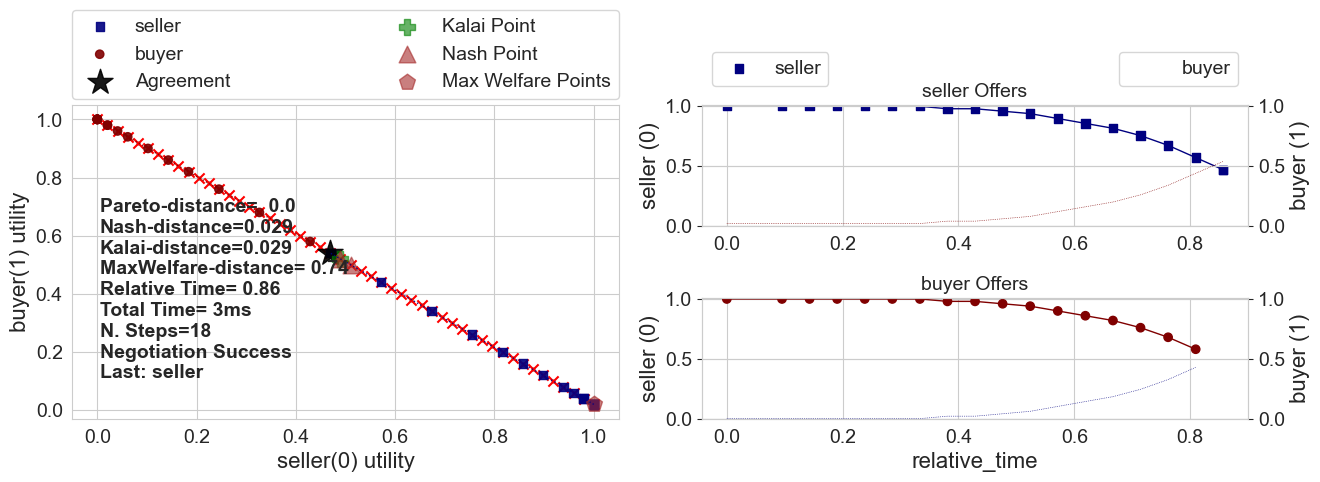 seller
buyer
Agreement
Kalai Point
Nash Point
Max Welfare Points
buyer(1) utility
1.0
0.8
0.6
0.4
0.2
0.0
Pareto-distance= 0.0
Nash-distance=0.029
Kalai-distance=0.029
MaxWelfare-distance= 0.74
Relative Time= 0.86
Total Time= 3ms
N. Steps=18
Negotiation Success
Last: seller
0.0 0.2 0.4 0.6 0.8 1.0
seller(0) utility
seller
buyer
seller Offers
seller (0)
1.0
0.5
0.0
1.0
0.5
0.0
buyer (1)
0.0 0.2 0.4 0.6 0.8
buyer Offers
seller (0)
1.0
0.5
0.0
1.0
0.5
0.0
buyer (1)
0.0 0.2 0.4 0.6 0.8
relative_time